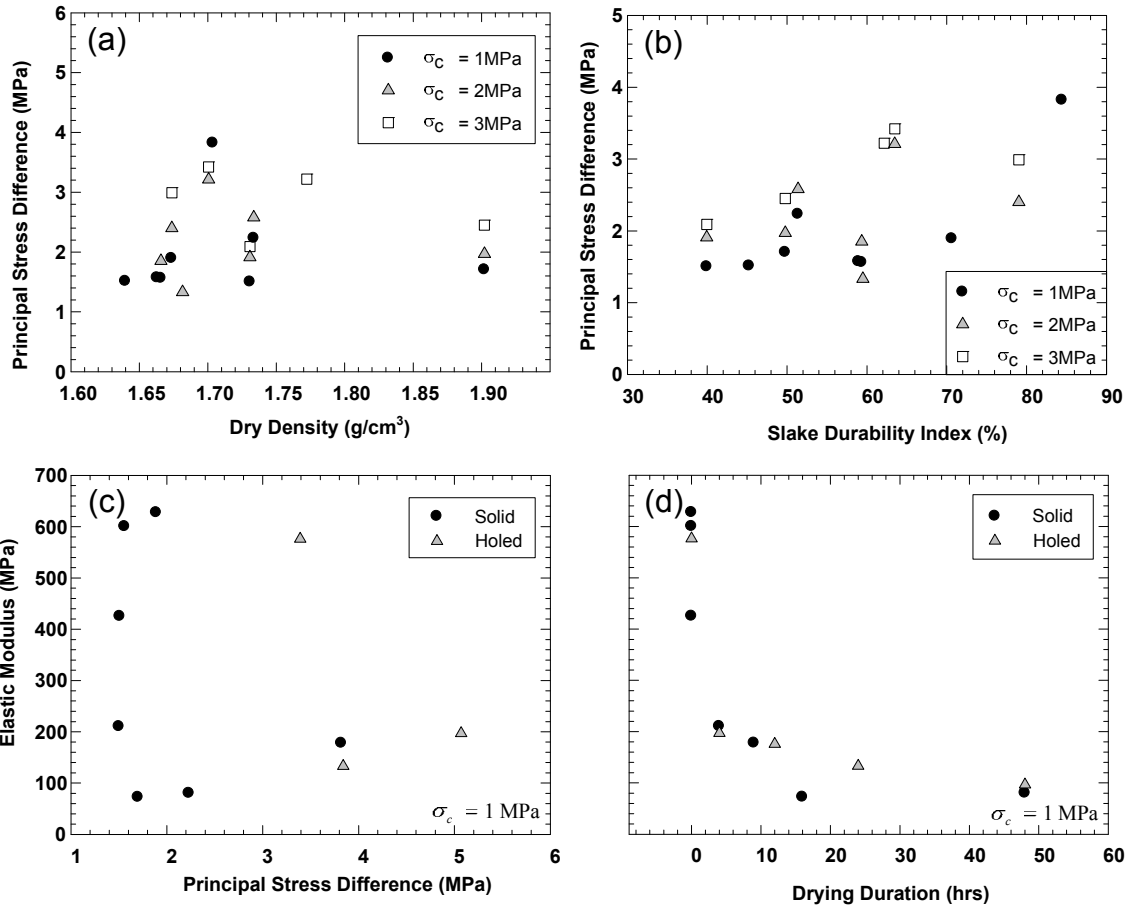 (a)
σc = 1MPa
σc = 2MPa
σc = 3MPa
Principal Stress Difference (MPa)
6
5
4
3
2
1
0
1.60 1.65 1.70 1.75 1.80 1.85 1.90
Dry Density (g/cm³)
(b)
σc = 1MPa
σc = 2MPa
σc = 3MPa
Principal Stress Difference (MPa)
5
4
3
2
1
0
30 40 50 60 70 80 90
Slake Durability Index (%)
(c)
Solid
Holed
Elastic Modulus (MPa)
700
600
500
400
300
200
100
0
σc = 1 MPa
1 2 3 4 5 6
Principal Stress Difference (MPa)
(d)
Solid
Holed
σc = 1 MPa
0 10 20 30 40 50 60
Drying Duration (hrs)